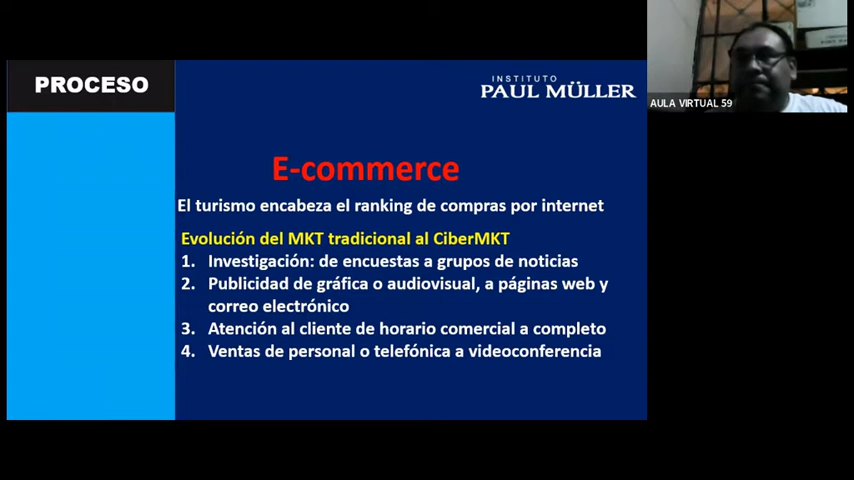 PROCESO
INSTITUTO
PAUL MÜLLER
AULA VIRTUAL 59
E-commerce
El turismo encabeza el ranking de compras por internet
Evolución del MKT tradicional al CiberMKT
1. Investigación: de encuestas a grupos de noticias
2. Publicidad de gráfica o audiovisual, a páginas web y
correo electrónico
3. Atención al cliente de horario comercial a completo
4. Ventas de personal o telefónica a videoconferencia